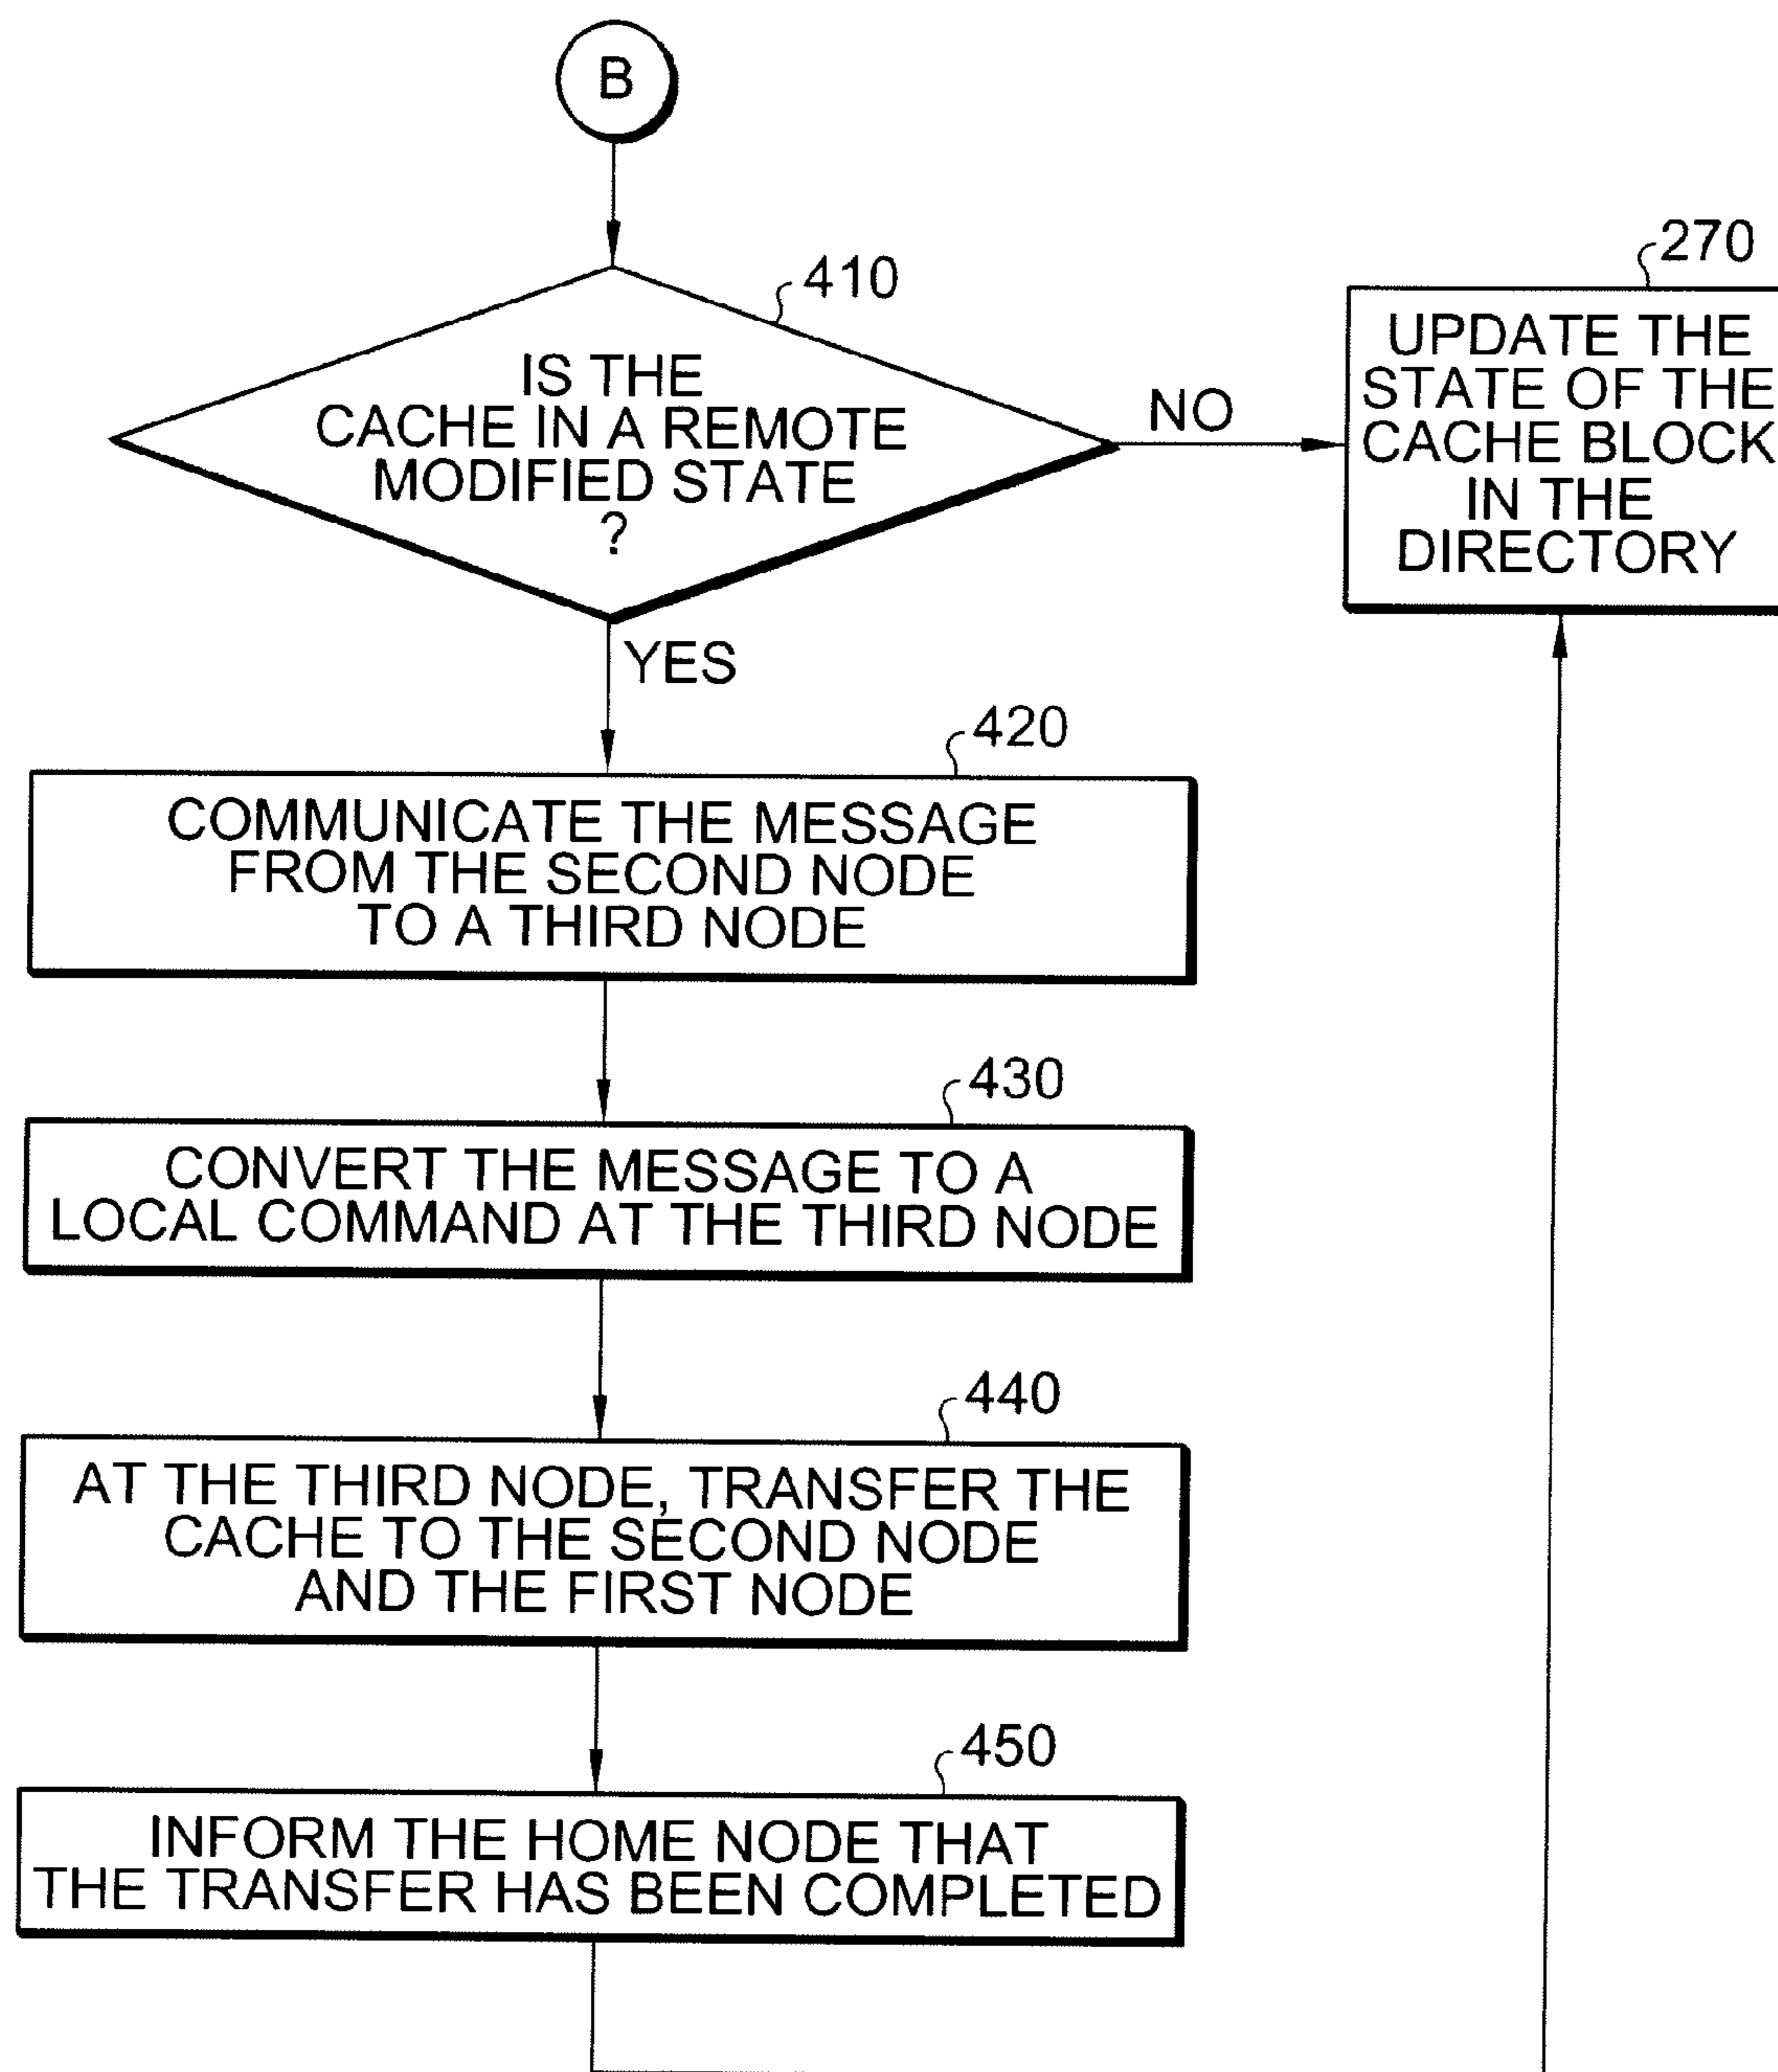 B
410
IS THE
CACHE IN A REMOTE
MODIFIED STATE
?
NO
270
UPDATE THE
STATE OF THE
CACHE BLOCK
IN THE
DIRECTORY
YES
420
COMMUNICATE THE MESSAGE
FROM THE SECOND NODE
TO A THIRD NODE
430
CONVERT THE MESSAGE TO A
LOCAL COMMAND AT THE THIRD NODE
440
AT THE THIRD NODE, TRANSFER THE
CACHE TO THE SECOND NODE
AND THE FIRST NODE
450
INFORM THE HOME NODE THAT
THE TRANSFER HAS BEEN COMPLETED